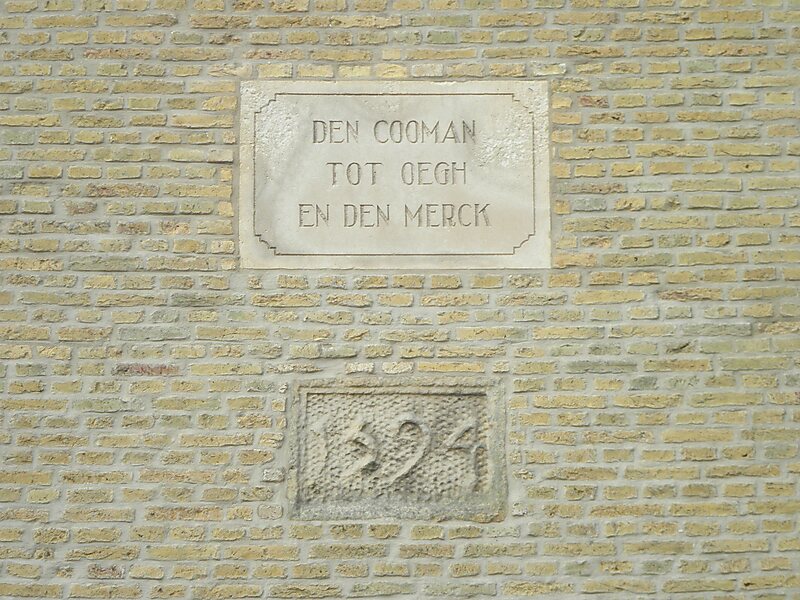 DEN COOMAN
TOT OEGH
EN DEN MERCK
1594